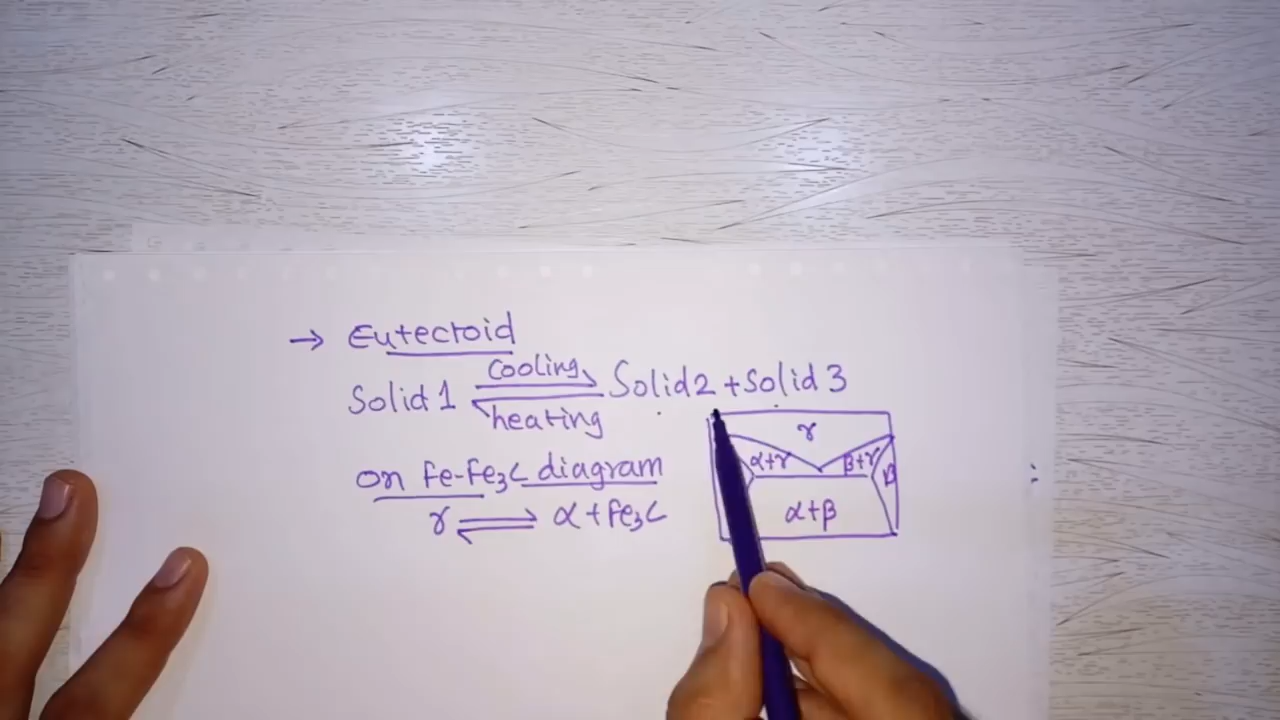 → Eutectoid
Cooling
Solid 1 ⇌ Solid 2 + Solid 3
heating
on Fe-Fe3C diagram
γ ⇌ α + Fe3C
γ
α+γ β+γ β
α+β